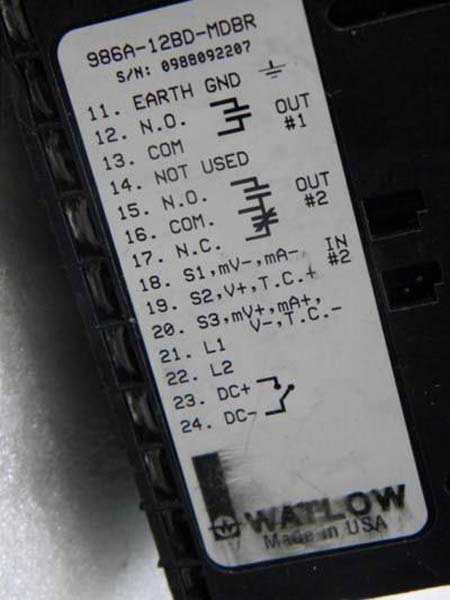 986A-12BD-MDBR
S/N: 0988092207
11. EARTH GND
12. N.O.
13. COM
OUT
#1
14. NOT USED
15. N.O.
16. COM.
17. N.C.
OUT
#2
18. S1,mV-,mA-
19. S2,V+,T.C.+
20. S3,mV+,mA+,
V-,T.C.-
IN
#2
21. L1
22. L2
23. DC+
24. DC-
WATLOW
Made in USA